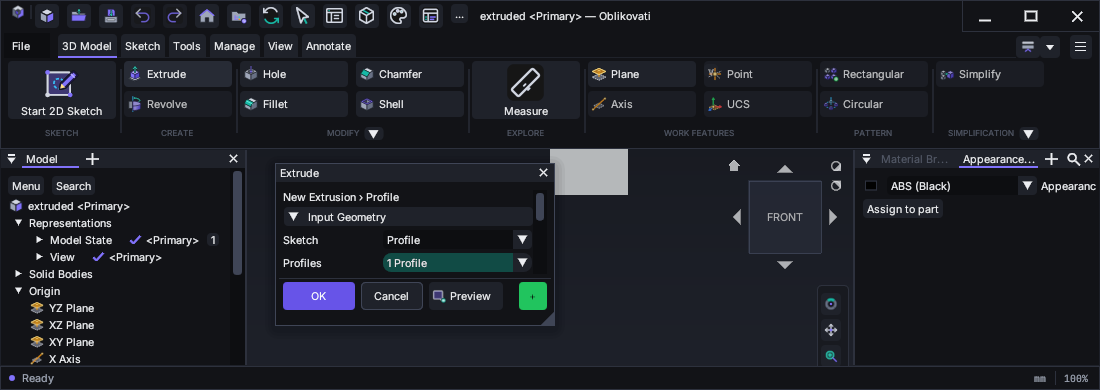 extruded <Primary> — Oblikovati
File
3D Model
Sketch
Tools
Manage
View
Annotate
Start 2D Sketch
Extrude
Revolve
Hole
Fillet
Chamfer
Shell
Measure
Plane
Axis
Point
UCS
Rectangular
Circular
Simplify
SKETCH
CREATE
MODIFY
EXPLORE
WORK FEATURES
PATTERN
SIMPLIFICATION
Model
Menu
Search
extruded <Primary>
Representations
Model State <Primary> 1
View <Primary>
Solid Bodies
Origin
YZ Plane
XZ Plane
XY Plane
X Axis
Extrude
New Extrusion › Profile
Input Geometry
Sketch Profile
Profiles 1 Profile
OK
Cancel
Preview
+
FRONT
Material Br...
Appearance...
ABS (Black)
Appearanc
Assign to part
Ready
mm
100%